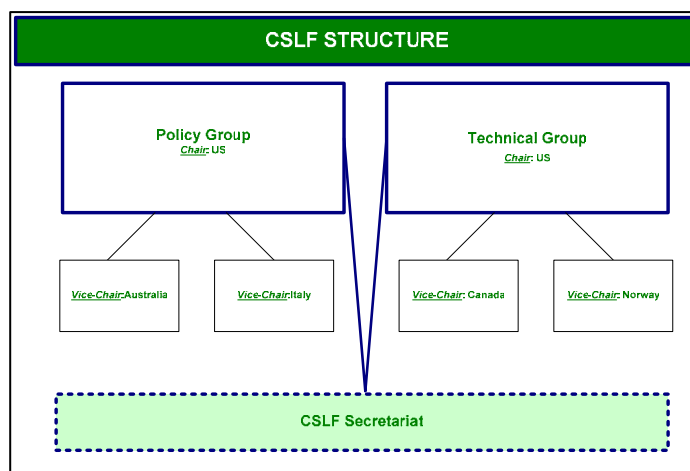 CSLF STRUCTURE
Policy Group
Chair: US
Technical Group
Chair: US
Vice-Chair:Australia
Vice-Chair:Italy
Vice-Chair: Canada
Vice-Chair: Norway
CSLF Secretariat